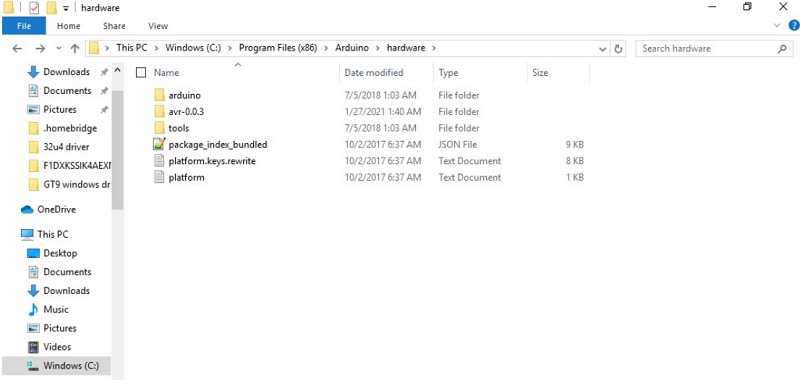 hardware
File Home Share View
This PC Windows (C:) Program Files (x86) Arduino hardware
Search hardware
Downloads
Documents
Pictures
.homebridge
32u4 driver
F1DXKSSIK4AEXN
GT9 windows dr
OneDrive
This PC
Desktop
Documents
Downloads
Music
Pictures
Videos
Windows (C:)
Name Date modified Type Size
arduino 7/5/2018 1:03 AM File folder
avr-0.0.3 1/27/2021 1:40 AM File folder
tools 7/5/2018 1:03 AM File folder
package_index_bundled 10/2/2017 6:37 AM JSON File 9 KB
platform.keys.rewrite 10/2/2017 6:37 AM Text Document 8 KB
platform 10/2/2017 6:37 AM Text Document 1 KB